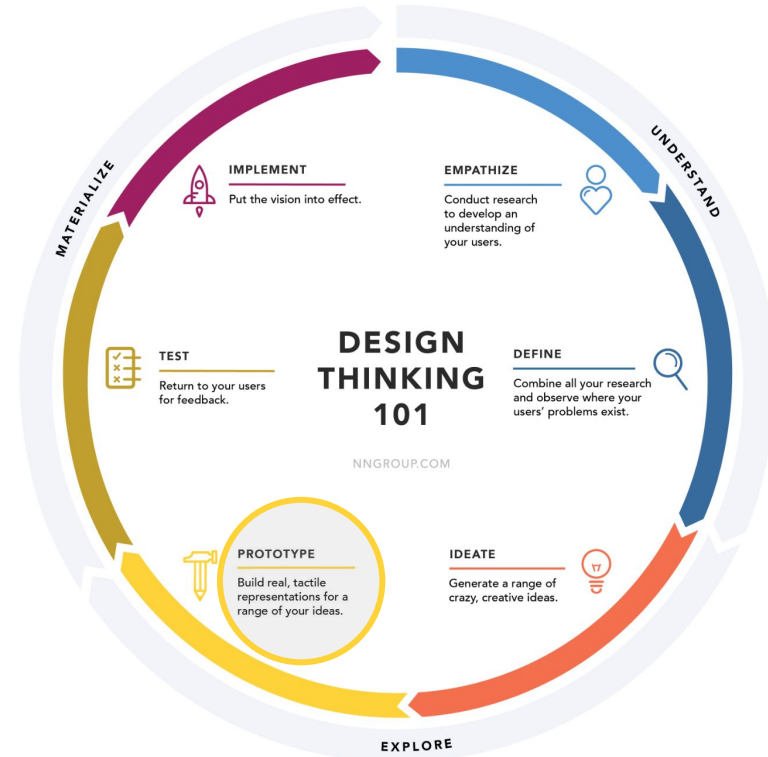 UNDERSTAND
EMPATHIZE
Conduct research
to develop an
understanding of
your users.
DEFINE
Combine all your research
and observe where your
users' problems exist.
EXPLORE
IDEATE
Generate a range of
crazy, creative ideas.
PROTOTYPE
Build real, tactile
representations for a
range of your ideas.
MATERIALIZE
TEST
Return to your users
for feedback.
IMPLEMENT
Put the vision into effect.
DESIGN
THINKING
101
NNGROUP.COM